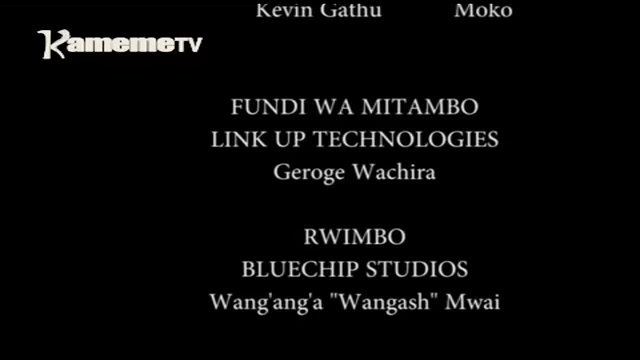 Kevin Gathu Moko
KamemeTV
FUNDI WA MITAMBO
LINK UP TECHNOLOGIES
Geroge Wachira
RWIMBO
BLUECHIP STUDIOS
Wang'ang'a "Wangash" Mwai